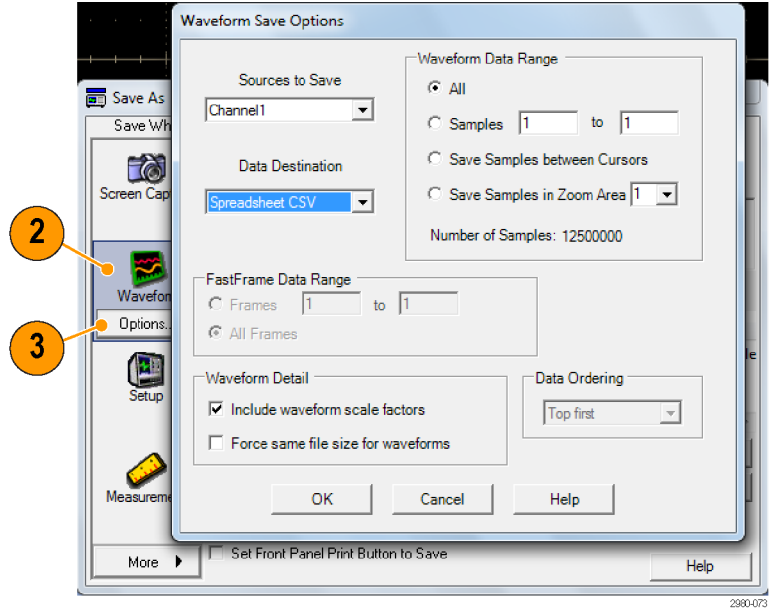 Waveform Save Options
Save As
Save Wh
Screen Cap
2
Wavefor
Options..
3
Setup
Measureme
More
Sources to Save
Channel1
Data Destination
Spreadsheet CSV
Waveform Data Range
All
Samples 1 to 1
Save Samples between Cursors
Save Samples in Zoom Area 1
Number of Samples: 12500000
FastFrame Data Range
Frames 1 to 1
All Frames
Waveform Detail
Include waveform scale factors
Force same file size for waveforms
Data Ordering
Top first
OK Cancel Help
le
Set Front Panel Print Button to Save
Help
2980-073